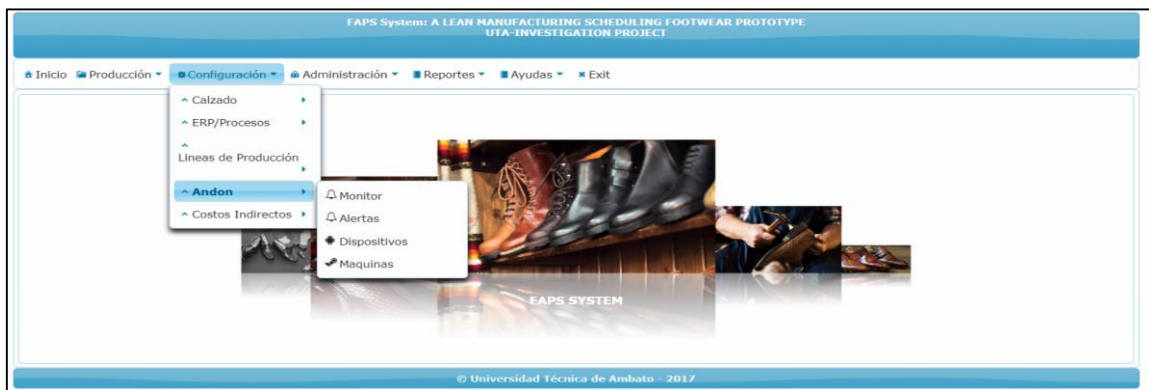 FAPS System: A LEAN MANUFACTURING SCHEDULING FOOTWEAR PROTOTYPE
UTA-INVESTIGATION PROJECT
Inicio Producción Configuración Administración Reportes Ayudas Exit
Calzado
ERP/Procesos
Lineas de Producción
Andon
Costos Indirectos
Monitor
Alertas
Dispositivos
Maquinas
FAPS SYSTEM
© Universidad Técnica de Ambato - 2017